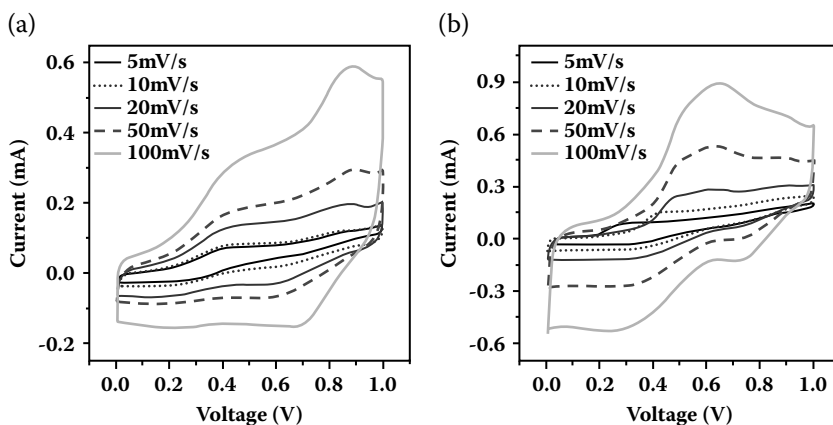 (a)
5mV/s
10mV/s
20mV/s
50mV/s
100mV/s
0.6
0.4
0.2
0.0
-0.2
Current (mA)
0.0 0.2 0.4 0.6 0.8 1.0
Voltage (V)
(b)
5mV/s
10mV/s
20mV/s
50mV/s
100mV/s
0.9
0.6
0.3
0.0
-0.3
-0.6
Current (mA)
0.0 0.2 0.4 0.6 0.8 1.0
Voltage (V)